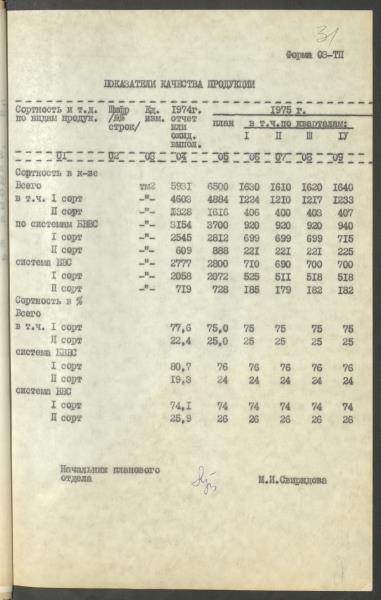 31
Форма 03-ТП
ПОКАЗАТЕЛИ КАЧЕСТВА ПРОДУКЦИИ
Сортность и т.д. Шифр Ед. 1974г. 1975 г.
по видам продук. /№№ изм. отчет план в т.ч.по кварталам:
строк/ или I II III IУ
ожид.
выпол.
01 02 03 04 05 06 07 08 09
Сортность в к-ве
Всего тм2 5931 6500 1630 1610 1620 1640
в т.ч. I сорт -"- 4603 4884 1224 1210 1217 1233
II сорт -"- 1328 1616 406 400 403 407
по системам БПВС -"- 3154 3700 920 920 920 940
I сорт -"- 2545 2812 699 699 699 715
II сорт -"- 609 888 221 221 221 225
система -"- 2777 2800 710 690 700 700
I сорт -"- 2058 2072 525 511 518 518
II сорт -"- 719 728 185 179 182 182
Сортность в %
Всего
в т.ч. I сорт 77,6 75,0 75 75 75 75
II сорт 22,4 25,0 25 25 25 25
система БПВС
I сорт 80,7 76 76 76 76 76
II сорт 19,3 24 24 24 24 24
система
I сорт 74,1 74 74 74 74 74
II сорт 25,9 26 26 26 26 26
Начальник планового
отдела М.И.Свиридова